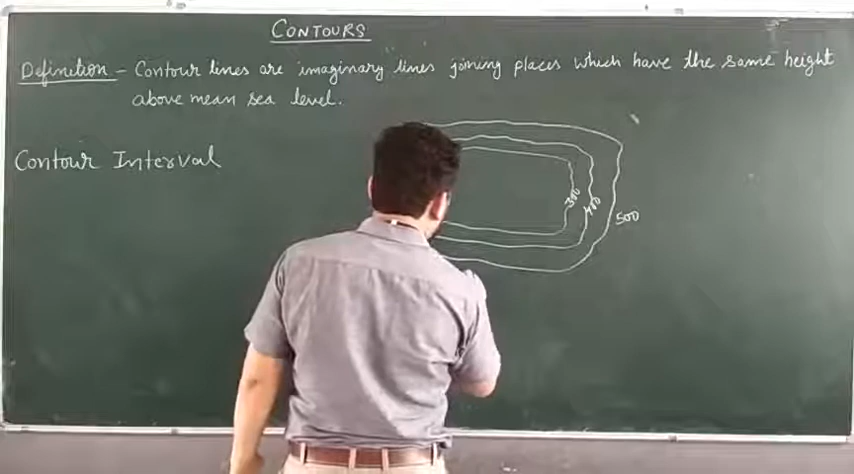 CONTOURS
Definition - Contour lines are imaginary lines joining places which have the same height
above mean sea level.
Contour Interval
300
400
500